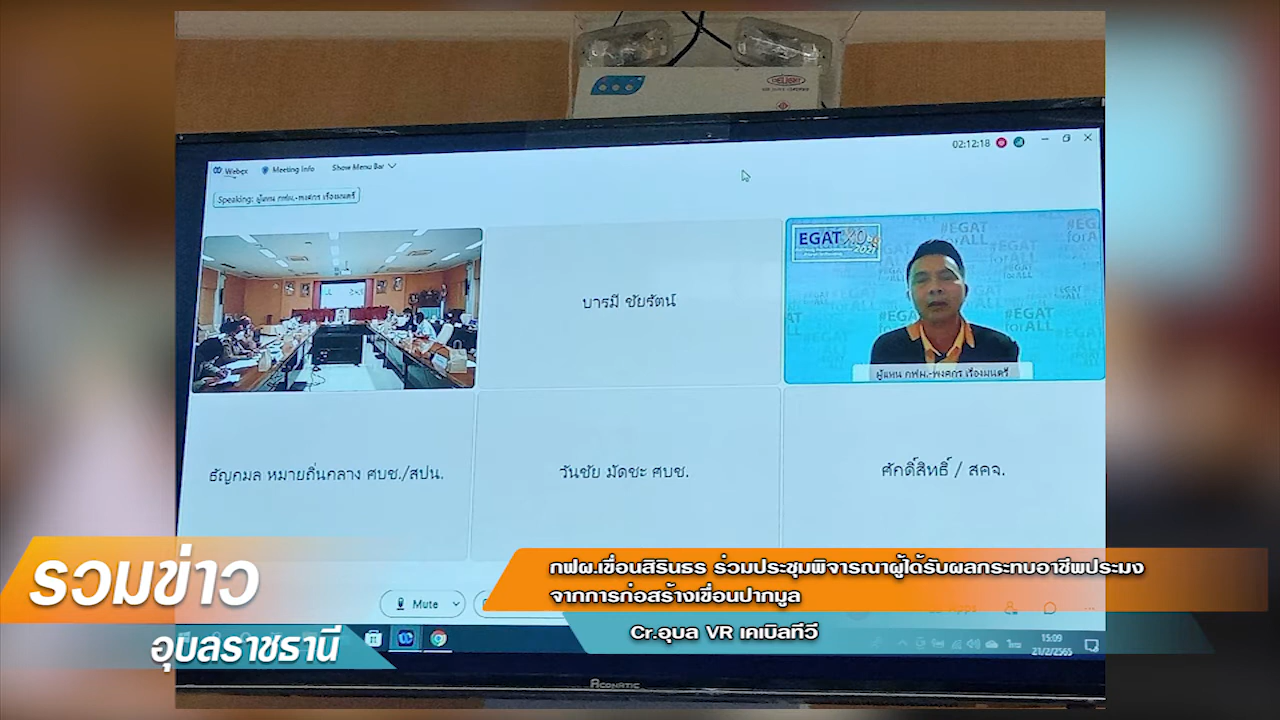 DELIGHT
02:12:18
Webex Meeting Info Show Menu Bar
Speaking: ผู้แทน กฟผ.-พงศกร เรืองมนตรี
EGAT
2021
#EGAT
forALL
บารมี ชัยรัตน์
ผู้แทน กฟผ.-พงศกร เรืองมนตรี
ธัญกมล หมายถิ่นกลาง ศบช./สปน.
วันชัย มัดชะ ศบช.
ศักดิ์สิทธิ์ / สคจ.
Mute
รวมข่าว
อุบลราชธานี
กฟผ.เขื่อนสิรินธร ร่วมประชุมพิจารณาผู้ได้รับผลกระทบอาชีพประมง
จากการก่อสร้างเขื่อนปากมูล
Cr.อุบล VR เคเบิลทีวี
15:09
21/2/2565
ACONATIC